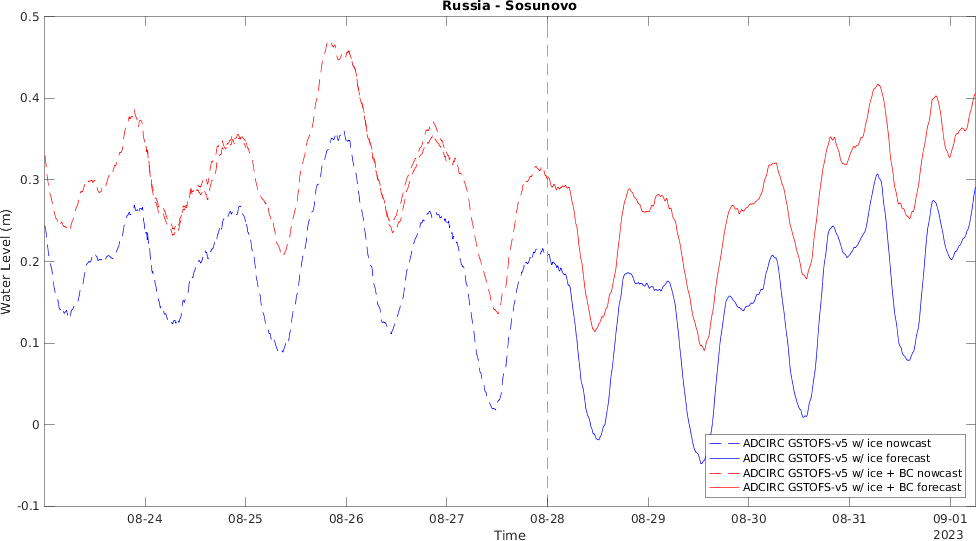 Russia - Sosunovo
0.5
0.4
0.3
0.2
0.1
0
-0.1
Water Level (m)
ADCIRC GSTOFS-v5 w/ ice nowcast
ADCIRC GSTOFS-v5 w/ ice forecast
ADCIRC GSTOFS-v5 w/ ice + BC nowcast
ADCIRC GSTOFS-v5 w/ ice + BC forecast
08-24 08-25 08-26 08-27 08-28 08-29 08-30 08-31 09-01
Time 2023